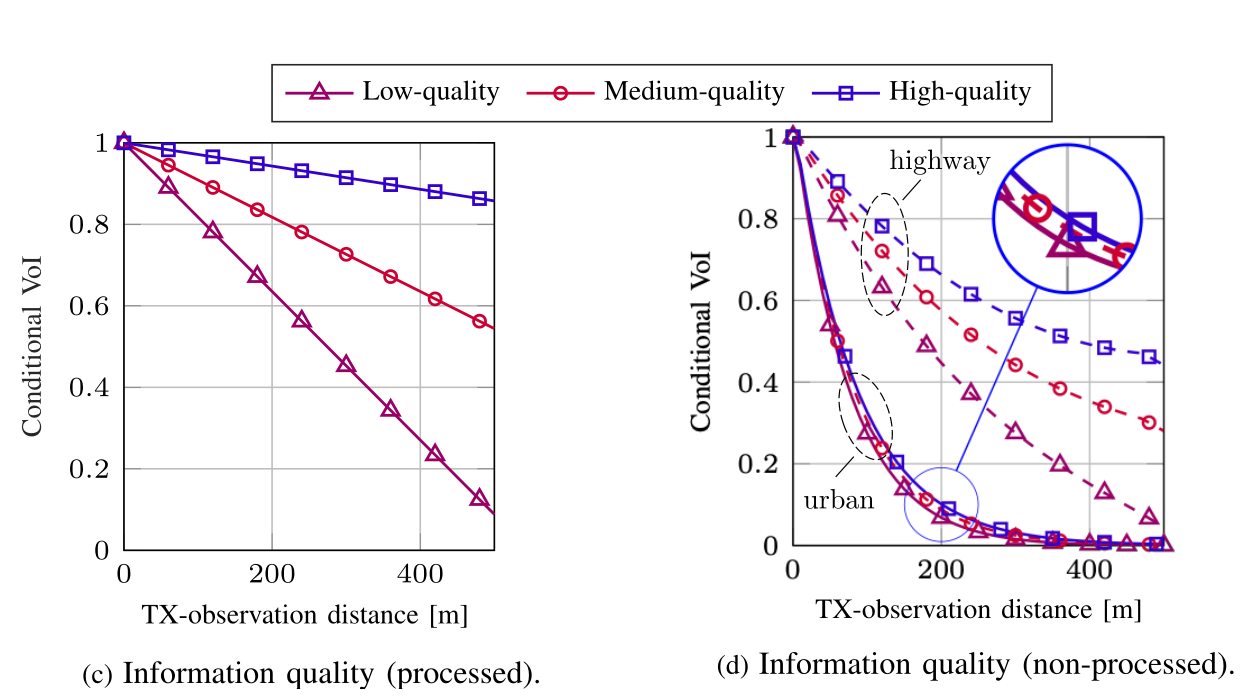 Low-quality Medium-quality High-quality
1
0.8
0.6
0.4
0.2
0
0 200 400
Conditional VoI
TX-observation distance [m]
(c) Information quality (processed).
1
0.8
0.6
0.4
0.2
0
0 200 400
Conditional VoI
highway
urban
TX-observation distance [m]
(d) Information quality (non-processed).